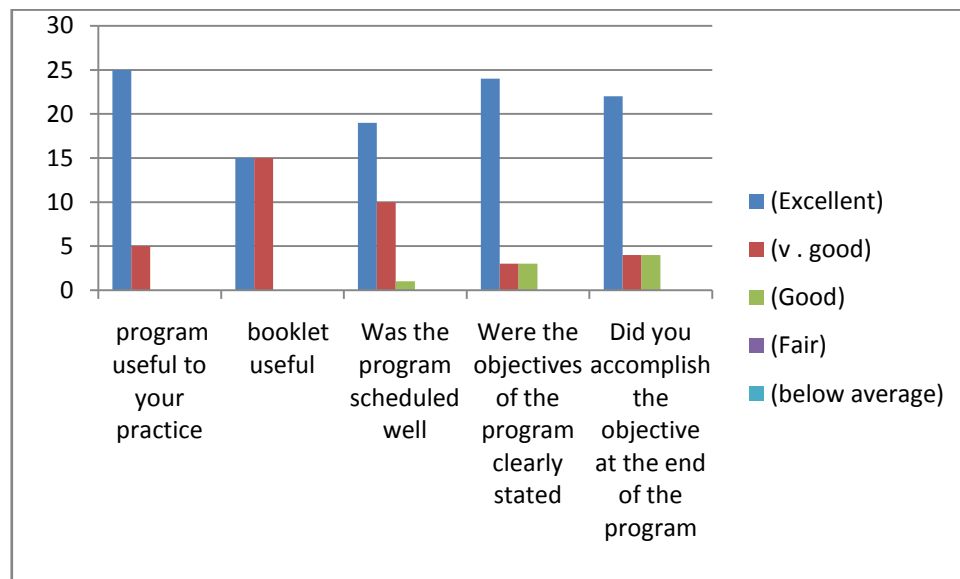 30
25
20
15
10
5
0
program
useful to
your
practice
booklet
useful
Was the
program
scheduled
well
Were the
objectives
of the
program
clearly
stated
Did you
accomplish
the
objective
at the end
of the
program
(Excellent)
(v . good)
(Good)
(Fair)
(below average)